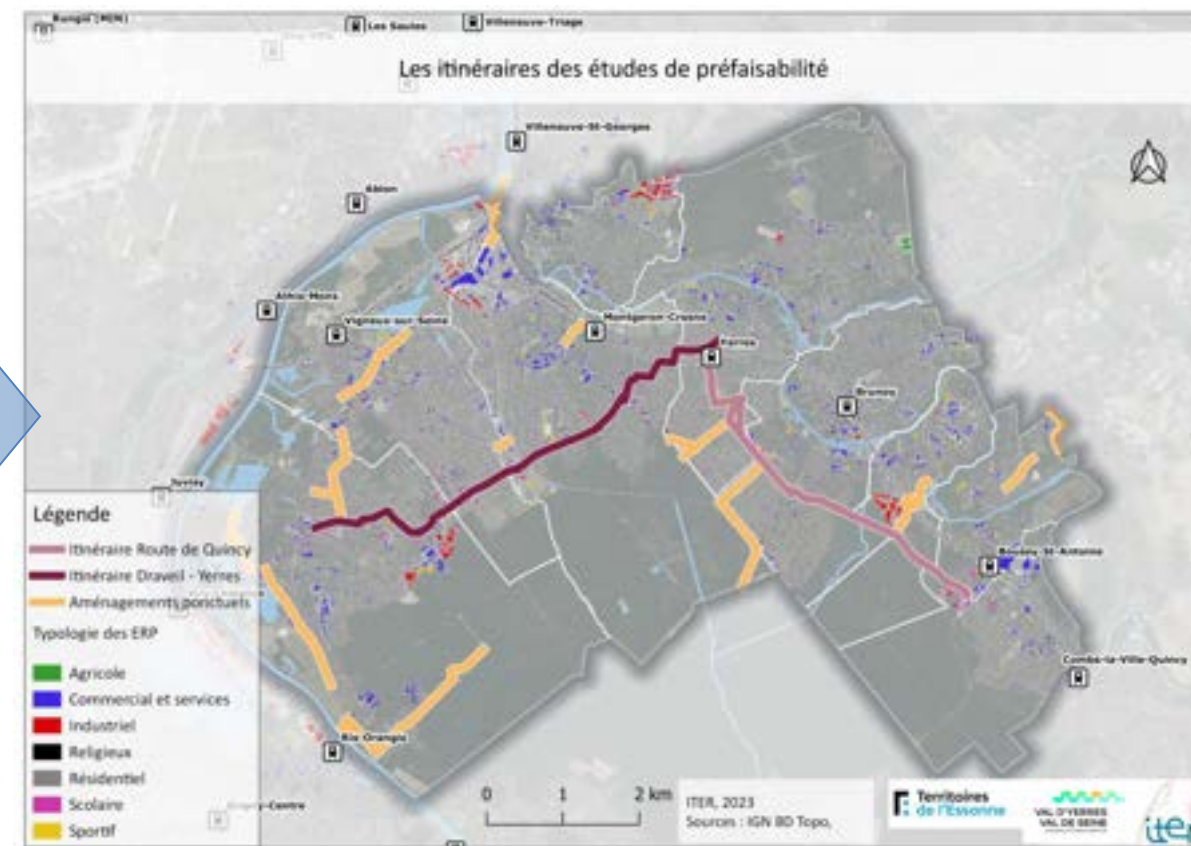 Rungis (MIN)
Les Saules
Villeneuve-Triage
Les itinéraires des études de préfaisabilité
Villeneuve-St-Georges
Ablon
Athis-Mons
Vigneux-sur-Seine
Montgeron-Crosne
Yerres
Brunoy
Juvisy
Boussy-St-Antoine
Combs-la-Ville-Quincy
Ris-Orangis
Légende
Itinéraire Route de Quincy
Itinéraire Draveil - Yerres
Aménagements ponctuels
Typologie des ERP
Agricole
Commercial et services
Industriel
Religieux
Résidentiel
Scolaire
Sportif
0 1 2 km
ITER, 2023
Sources : IGN BD Topo,
Territoires
de l'Essonne
VAL D'YERRES
VAL DE SEINE
iter